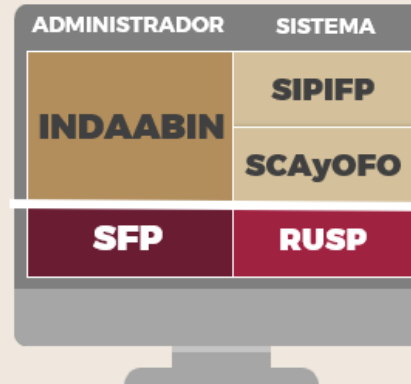 ADMINISTRADOR SISTEMA
INDAABIN
SIPIFP
SCAyOFO
SFP RUSP